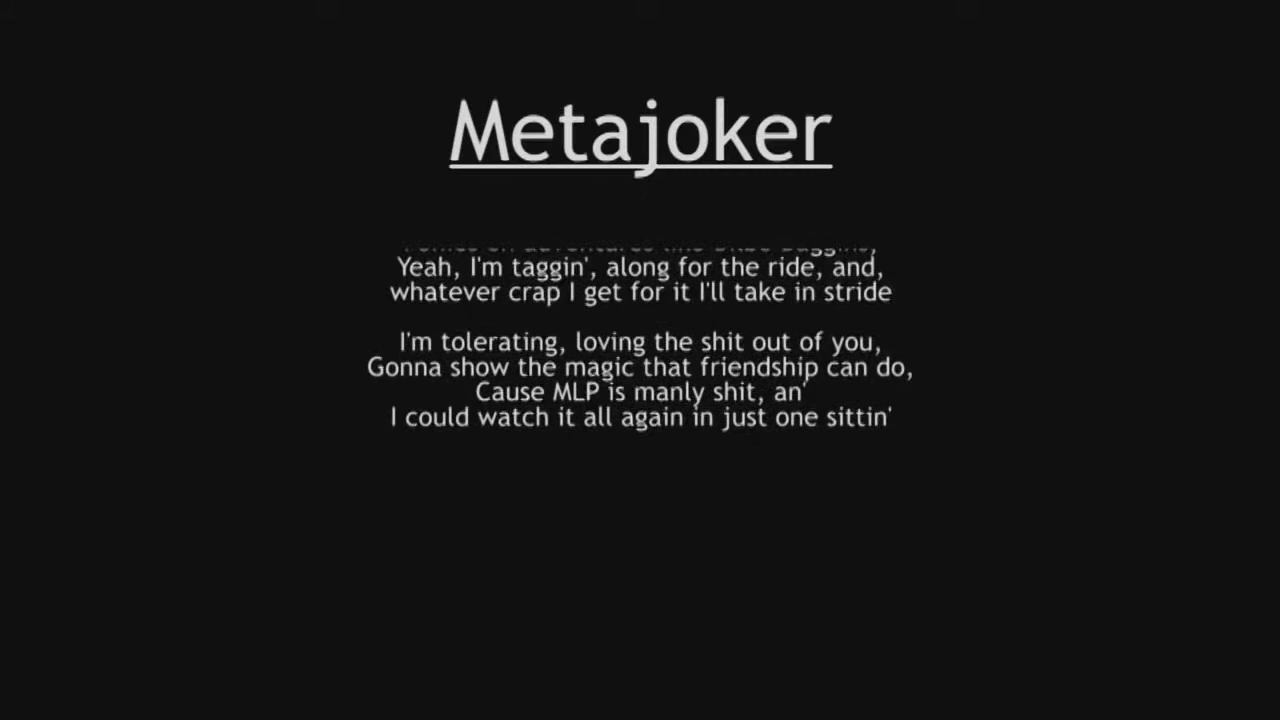 Metajoker
Yeah, I'm taggin', along for the ride, and,
whatever crap I get for it I'll take in stride
I'm tolerating, loving the shit out of you,
Gonna show the magic that friendship can do,
Cause MLP is manly shit, an'
I could watch it all again in just one sittin'